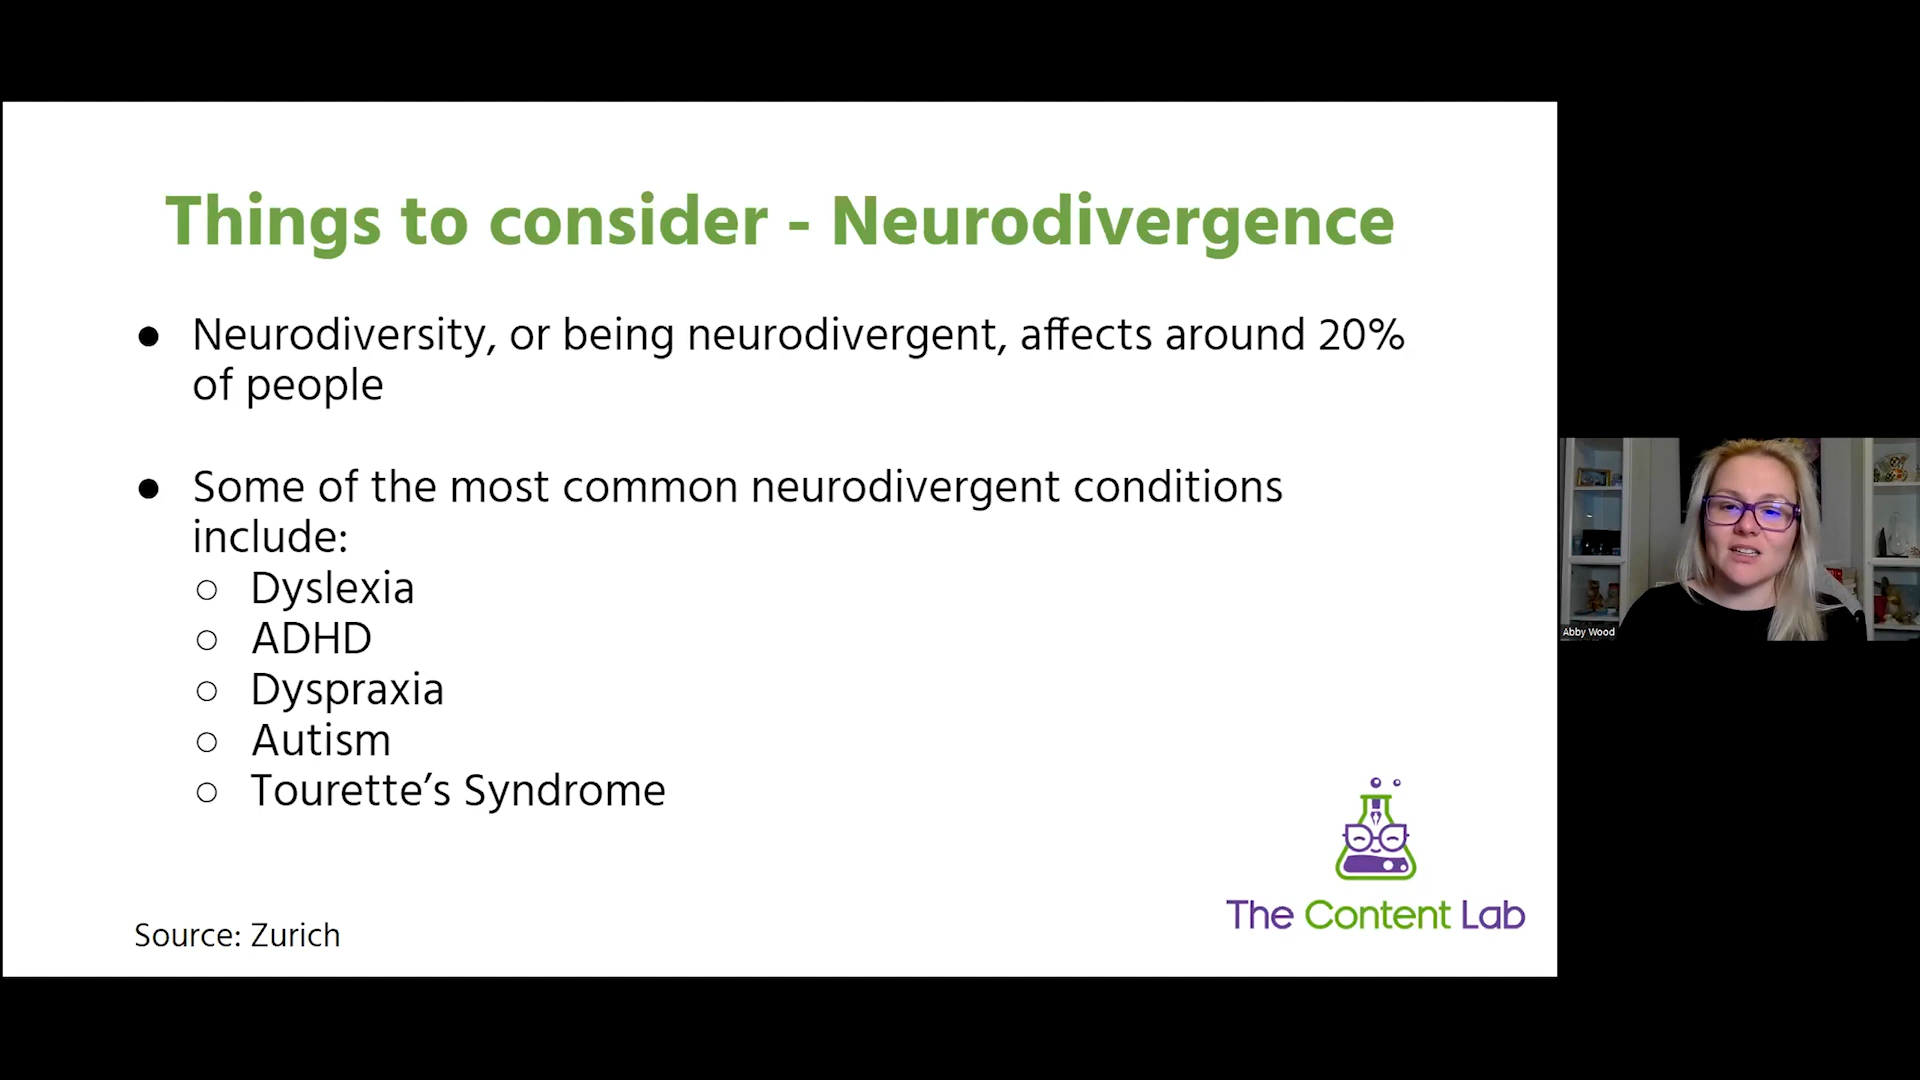 Things to consider - Neurodivergence
● Neurodiversity, or being neurodivergent, affects around 20%
of people
● Some of the most common neurodivergent conditions
include:
○ Dyslexia
○ ADHD
○ Dyspraxia
○ Autism
○ Tourette’s Syndrome
Source: Zurich
The Content Lab
Abby Wood